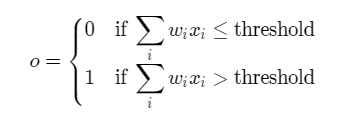 o = { 0 if ∑_i w_i x_i ≤ threshold
1 if ∑_i w_i x_i > threshold